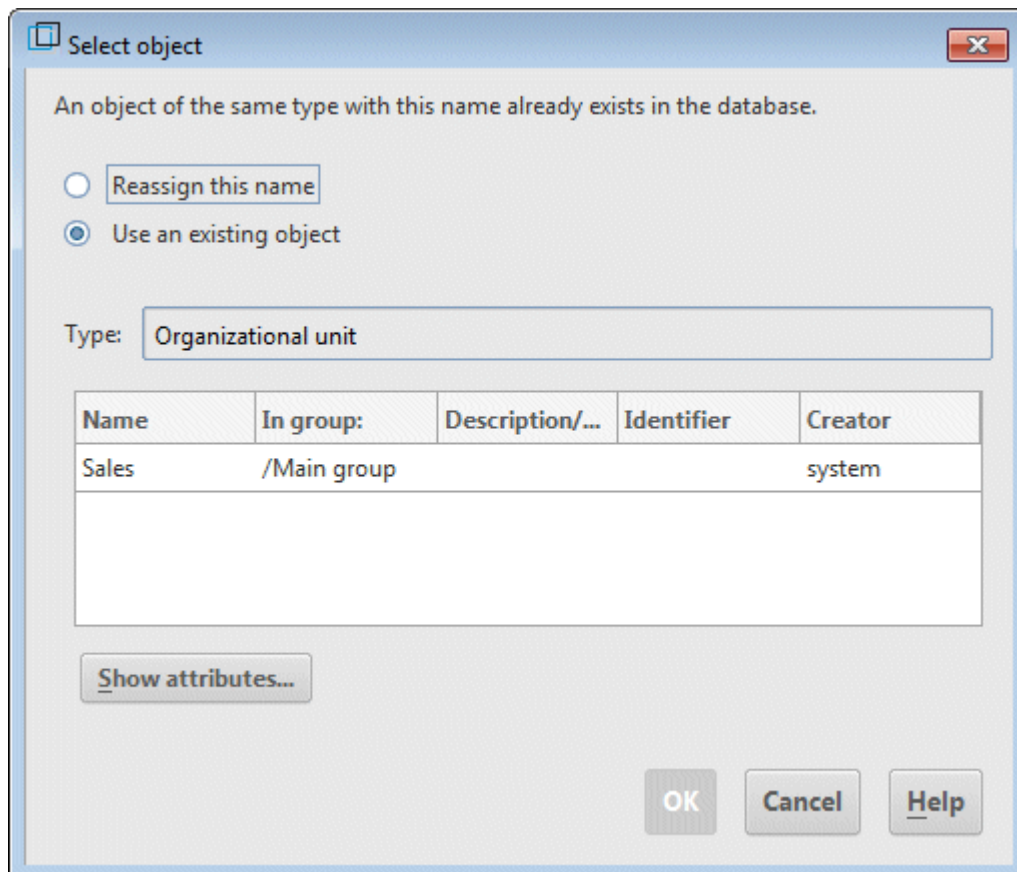 Select object
An object of the same type with this name already exists in the database.
Reassign this name
Use an existing object
Type: Organizational unit
Name In group: Description/... Identifier Creator
Sales /Main group system
Show attributes...
OK Cancel Help